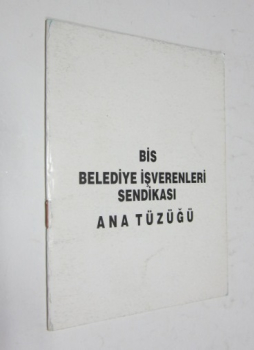 BİS
BELEDİYE İŞVERENLERİ
SENDİKASI
ANA TÜZÜĞÜ